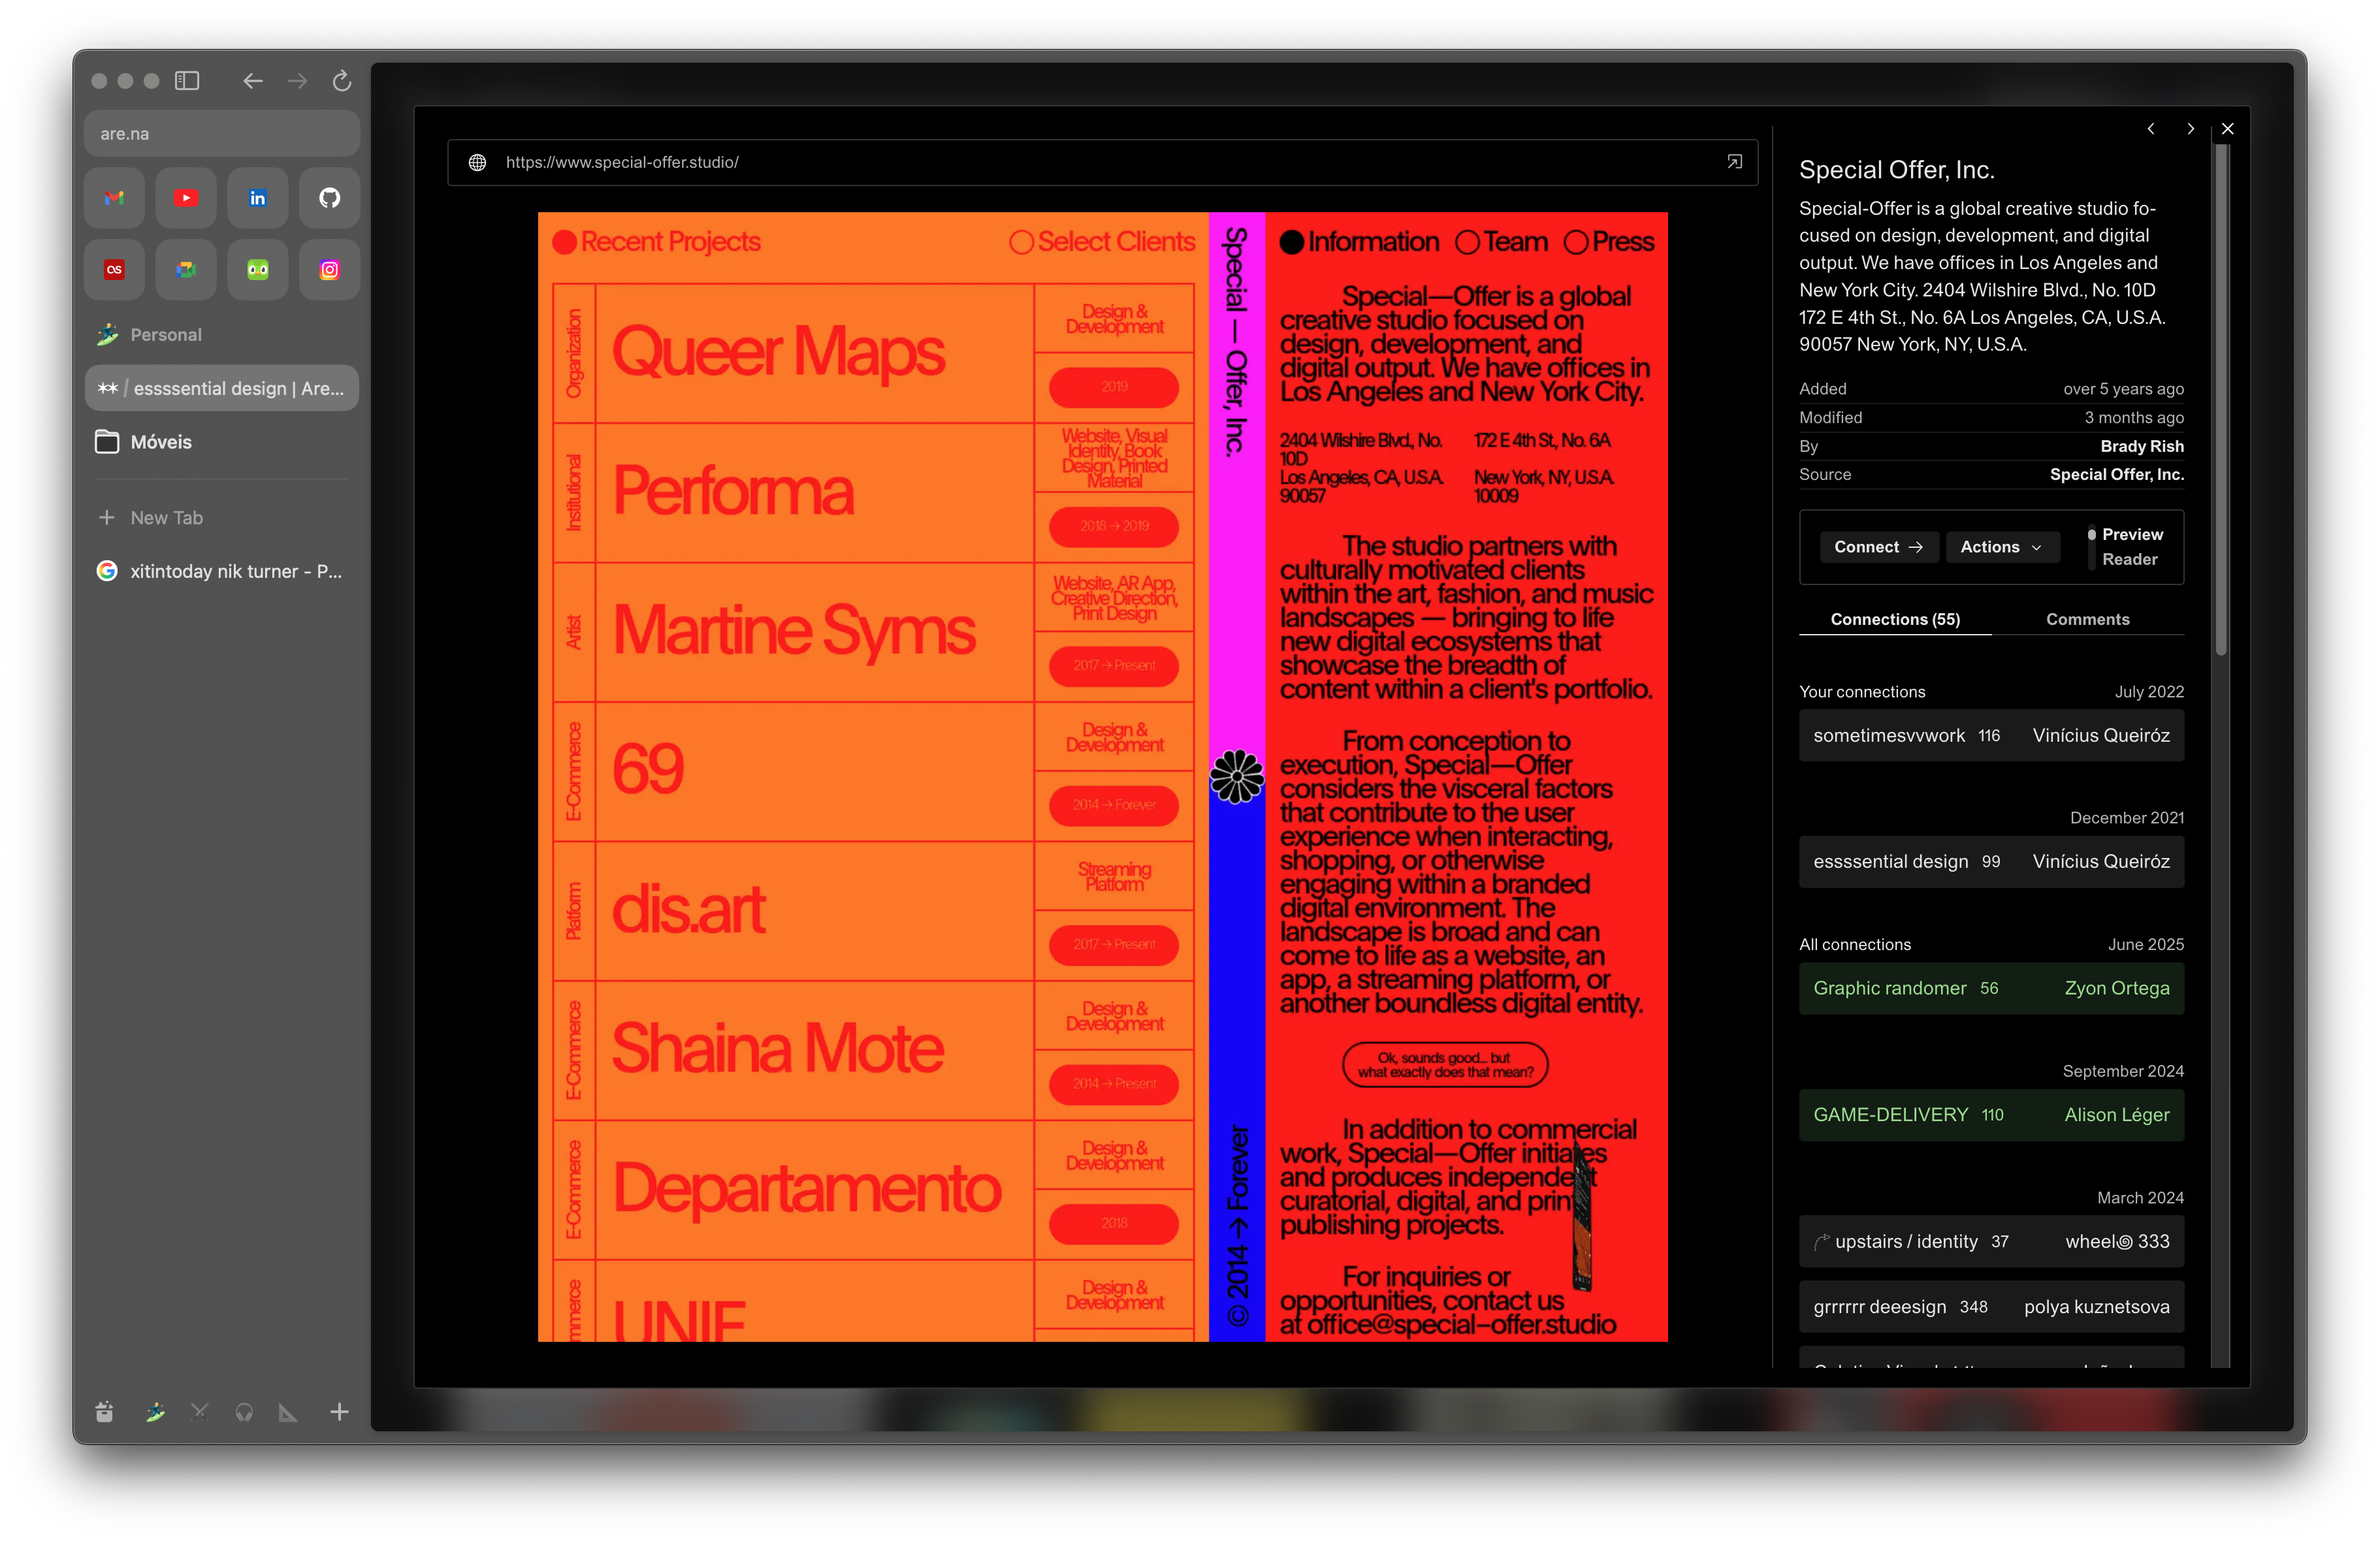 are.na
Personal
essssential design | Are...
Móveis
New Tab
xitintoday nik turner - P...
https://www.special-offer.studio/
Recent Projects
Select Clients
Organization
Queer Maps
Design &
Development
2019
Institutional
Performa
Website, Visual
Identity, Book
Design, Printed
Material
2018 → 2019
Artist
Martine Syms
Website, AR App,
Creative Direction,
Print Design
2017 → Present
E-Commerce
69
Design &
Development
2014 → Forever
Platform
dis.art
Streaming
Platform
2017 → Present
E-Commerce
Shaina Mote
Design &
Development
2014 → Present
E-Commerce
Departamento
Design &
Development
2018
UNIF
Design &
Development
Special — Offer, Inc.
© 2014 → Forever
Information Team Press
Special—Offer is a global
creative studio focused on
design, development, and
digital output. We have offices in
Los Angeles and New York City.
2404 Wilshire Blvd., No.
10D
Los Angeles, CA, U.S.A.
90057
172 E 4th St., No. 6A
New York, NY, U.S.A.
10009
The studio partners with
culturally motivated clients
within the art, fashion, and music
landscapes — bringing to life
new digital ecosystems that
showcase the breadth of
content within a client's portfolio.
From conception to
execution, Special—Offer
considers the visceral factors
that contribute to the user
experience when interacting,
shopping, or otherwise
engaging within a branded
digital environment. The
landscape is broad and can
come to life as a website, an
app, a streaming platform, or
another boundless digital entity.
Ok, sounds good... but
what exactly does that mean?
In addition to commercial
work, Special—Offer initiates
and produces independent
curatorial, digital, and print
publishing projects.
For inquiries or
opportunities, contact us
at office@special-offer.studio
Special Offer, Inc.
Special-Offer is a global creative studio fo-
cused on design, development, and digital
output. We have offices in Los Angeles and
New York City. 2404 Wilshire Blvd., No. 10D
172 E 4th St., No. 6A Los Angeles, CA, U.S.A.
90057 New York, NY, U.S.A.
Added over 5 years ago
Modified 3 months ago
By Brady Rish
Source Special Offer, Inc.
Connect →
Actions
Preview
Reader
Connections (55)
Comments
Your connections July 2022
sometimesvvwork 116 Vinícius Queiróz
December 2021
essssential design 99 Vinícius Queiróz
All connections June 2025
Graphic randomer 56 Zyon Ortega
September 2024
GAME-DELIVERY 110 Alison Léger
March 2024
upstairs / identity 37 wheel 333
grrrrrr deeesign 348 polya kuznetsova